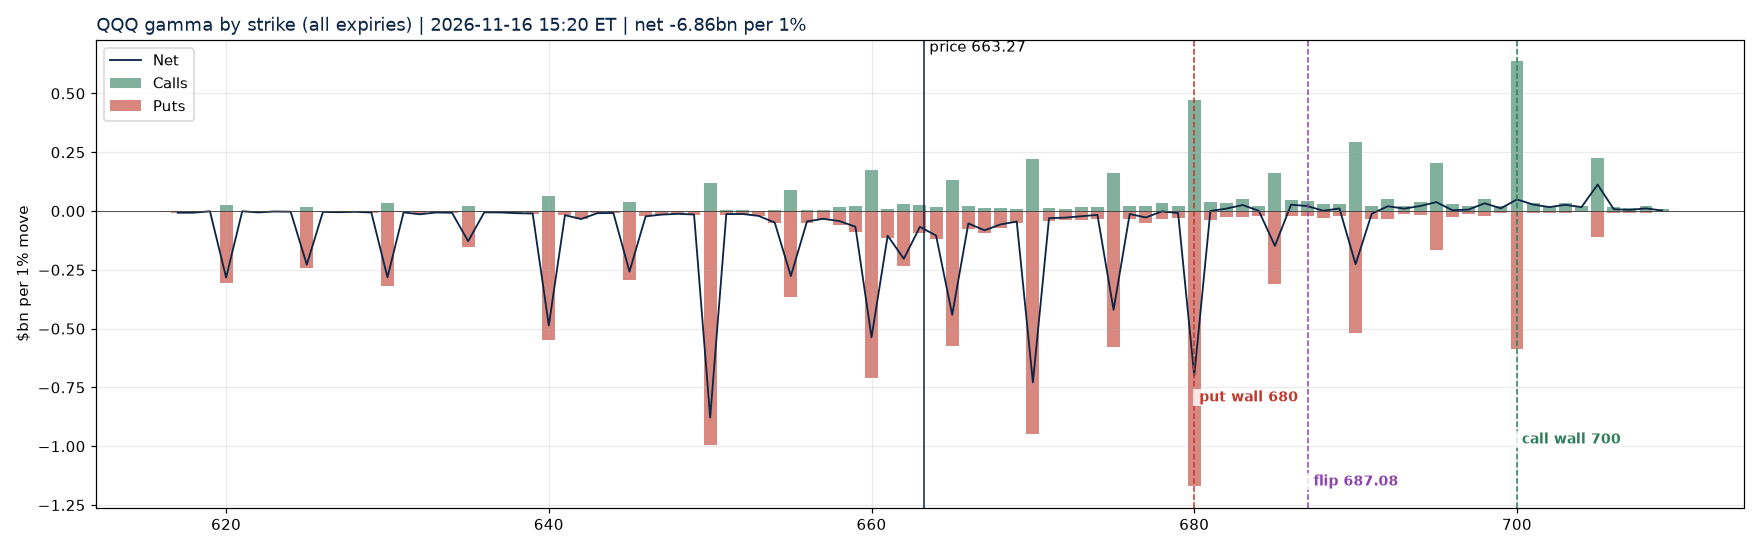 QQQ gamma by strike (all expiries) | 2026-11-16 15:20 ET | net -6.86bn per 1%
price 663.27
Net
Calls
Puts
$bn per 1% move
0.50
0.25
0.00
−0.25
−0.50
−0.75
−1.00
−1.25
put wall 680
call wall 700
flip 687.08
620
640
660
680
700